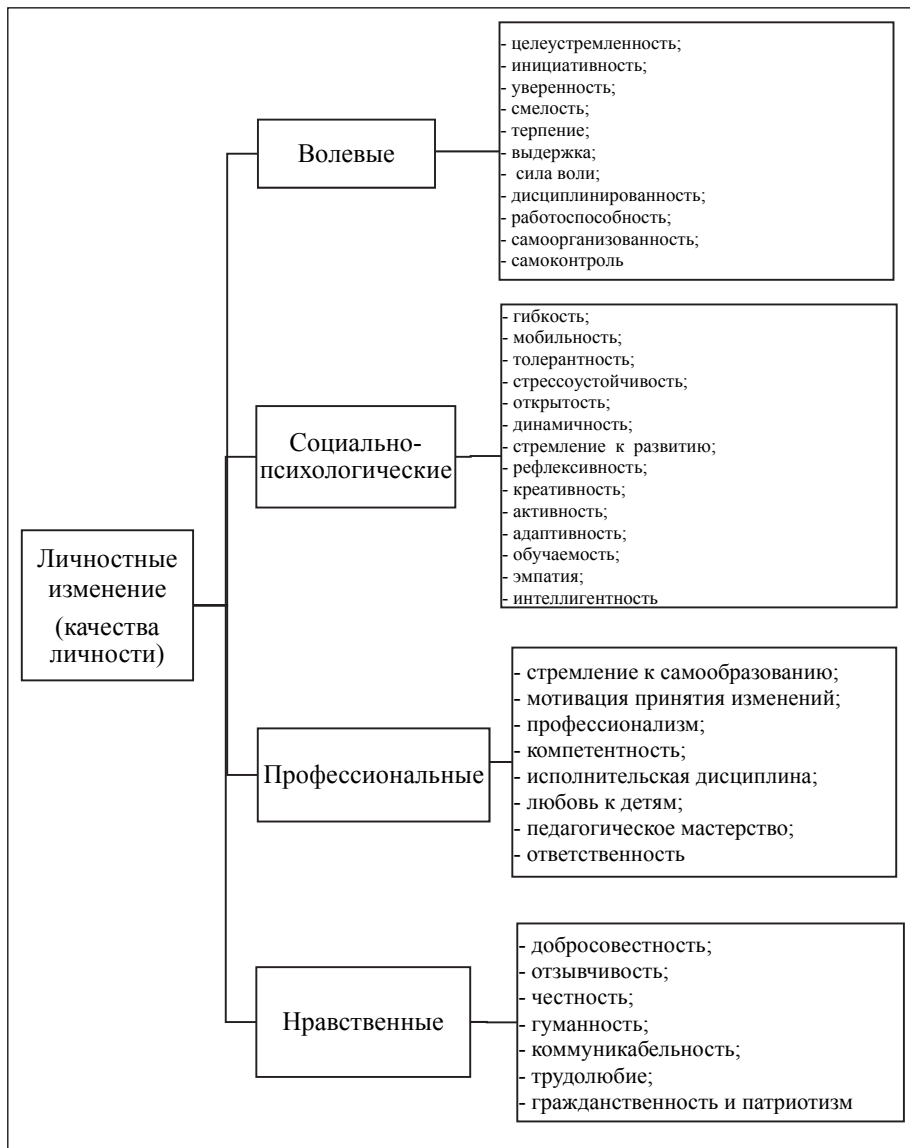 Личностные
изменение
(качества
личности)
Волевые
- целеустремленность;
- инициативность;
- уверенность;
- смелость;
- терпение;
- выдержка;
- сила воли;
- дисциплинированность;
- работоспособность;
- самоорганизованность;
- самоконтроль
Социально-
психологические
- гибкость;
- мобильность;
- толерантность;
- стрессоустойчивость;
- открытость;
- динамичность;
- стремление к развитию;
- рефлексивность;
- креативность;
- активность;
- адаптивность;
- обучаемость;
- эмпатия;
- интеллигентность
Профессиональные
- стремление к самообразованию;
- мотивация принятия изменений;
- профессионализм;
- компетентность;
- исполнительская дисциплина;
- любовь к детям;
- педагогическое мастерство;
- ответственность
Нравственные
- добросовестность;
- отзывчивость;
- честность;
- гуманность;
- коммуникабельность;
- трудолюбие;
- гражданственность и патриотизм